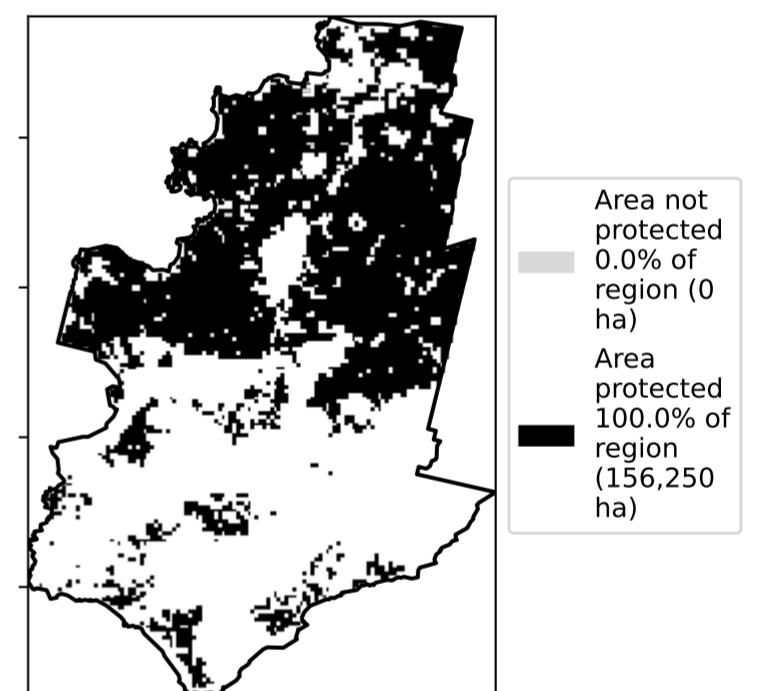 Area not
protected
0.0% of
region (0
ha)
Area
protected
100.0% of
region
(156,250
ha)